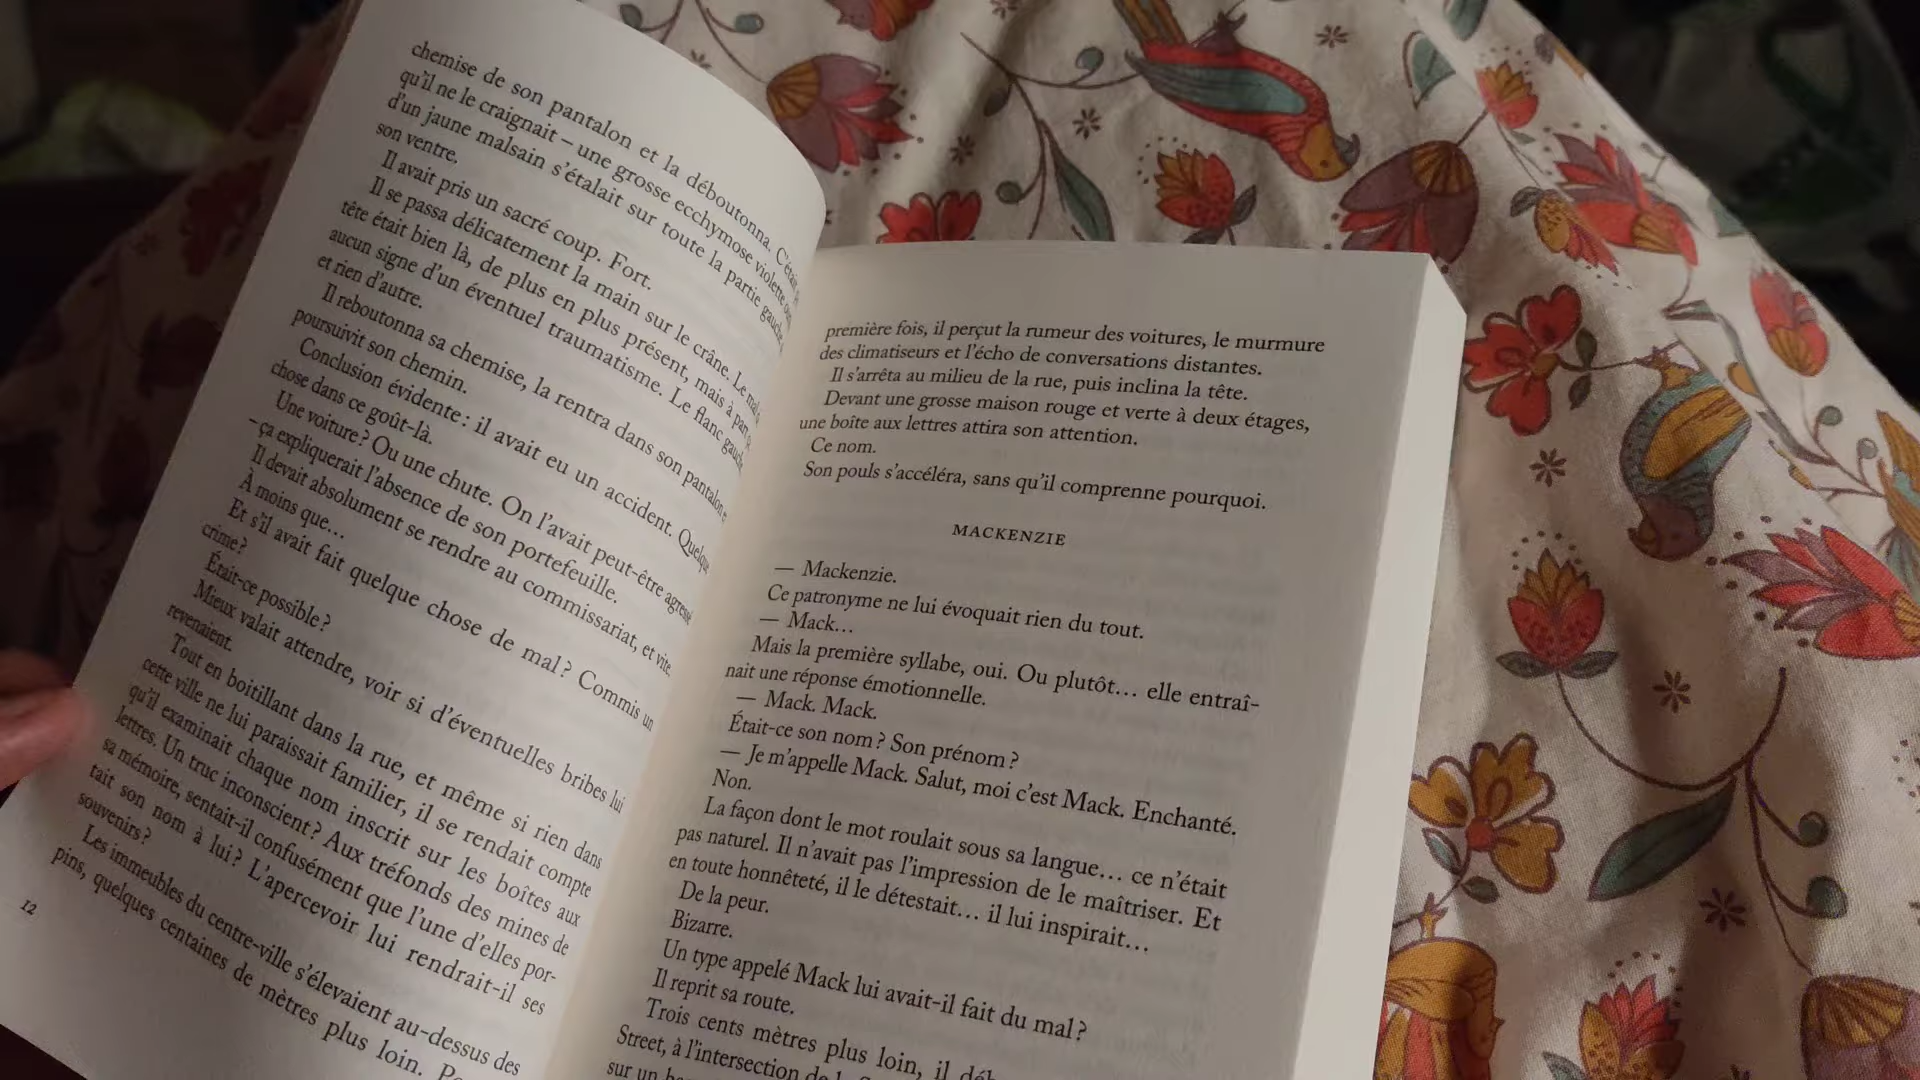 chemise de son pantalon et la déboutonna. C'était
qu'il ne le craignait – une grosse ecchymose violette
d'un jaune malsain s'étalait sur toute la partie gauche
son ventre.
Il avait pris un sacré coup. Fort.
Il se passa délicatement la main sur le crâne. Le
tête était bien là, de plus en plus présent, mais à part
aucun signe d'un éventuel traumatisme. Le flanc gauche
et rien d'autre.
Il reboutonna sa chemise, la rentra dans son pantalon et
poursuivit son chemin.
Conclusion évidente : il avait eu un accident. Quelque
chose dans ce goût-là.
Une voiture ? Ou une chute. On l'avait peut-être agressé
– ça expliquerait l'absence de son portefeuille.
Il devait absolument se rendre au commissariat, et vite.
À moins que…
Et s'il avait fait quelque chose de mal ? Commis un
crime ?
Était-ce possible ?
Mieux valait attendre, voir si d'éventuelles bribes lui
revenaient.
Tout en boitillant dans la rue, et même si rien dans
cette ville ne lui paraissait familier, il se rendait compte
qu'il examinait chaque nom inscrit sur les boîtes aux
lettres. Un truc inconscient ? Aux tréfonds des mines de
sa mémoire, sentait-il confusément que l'une d'elles por-
tait son nom à lui ? L'apercevoir lui rendrait-il ses
souvenirs ?
Les immeubles du centre-ville s'élevaient au-dessus des
pins, quelques centaines de mètres plus loin.
12
première fois, il perçut la rumeur des voitures, le murmure
des climatiseurs et l'écho de conversations distantes.
Il s'arrêta au milieu de la rue, puis inclina la tête.
Devant une grosse maison rouge et verte à deux étages,
une boîte aux lettres attira son attention.
Ce nom.
Son pouls s'accéléra, sans qu'il comprenne pourquoi.
MACKENZIE
— Mackenzie.
Ce patronyme ne lui évoquait rien du tout.
— Mack…
Mais la première syllabe, oui. Ou plutôt… elle entraî-
nait une réponse émotionnelle.
— Mack. Mack.
Était-ce son nom ? Son prénom ?
— Je m'appelle Mack. Salut, moi c'est Mack. Enchanté.
Non.
La façon dont le mot roulait sous sa langue… ce n'était
pas naturel. Il n'avait pas l'impression de le maîtriser. Et
en toute honnêteté, il le détestait… il lui inspirait…
De la peur.
Bizarre.
Un type appelé Mack lui avait-il fait du mal ?
Il reprit sa route.
Trois cents mètres plus loin, il
Street, à l'intersection de
sur un